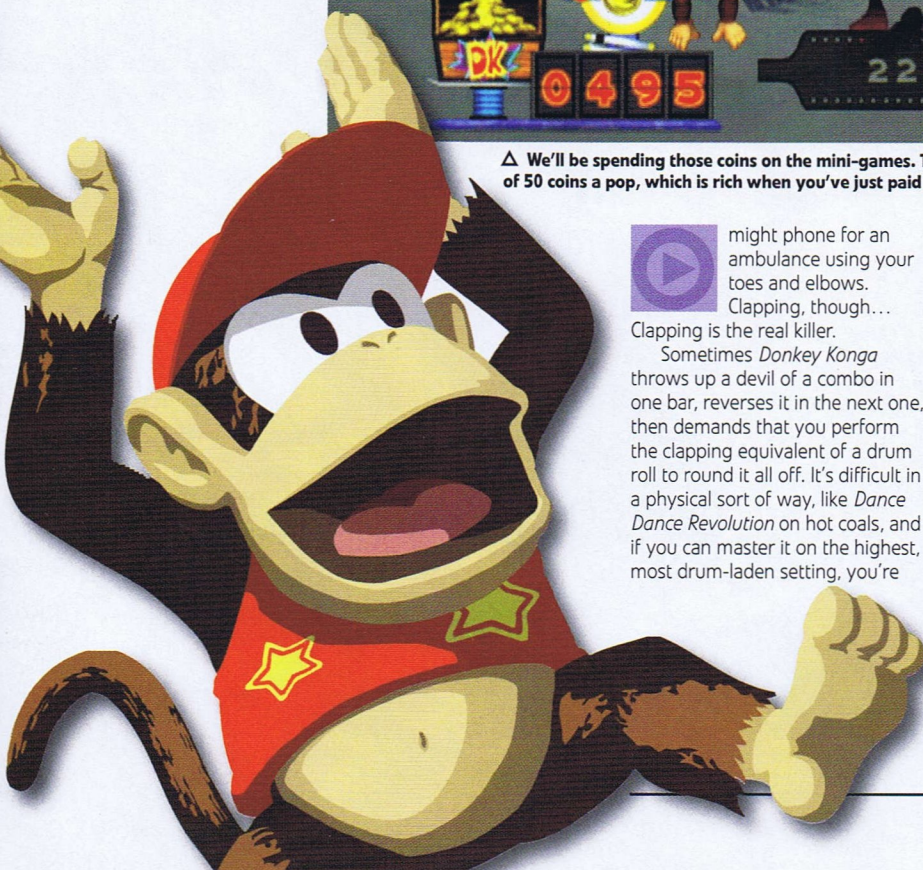 DK
0495
22
△ We'll be spending those coins on the mini-games.
of 50 coins a pop, which is rich when you've just paid
might phone for an
ambulance using your
toes and elbows.
Clapping, though…
Clapping is the real killer.
Sometimes Donkey Konga
throws up a devil of a combo in
one bar, reverses it in the next one,
then demands that you perform
the clapping equivalent of a drum
roll to round it all off. It's difficult in
a physical sort of way, like Dance
Dance Revolution on hot coals, and
if you can master it on the highest,
most drum-laden setting, you're